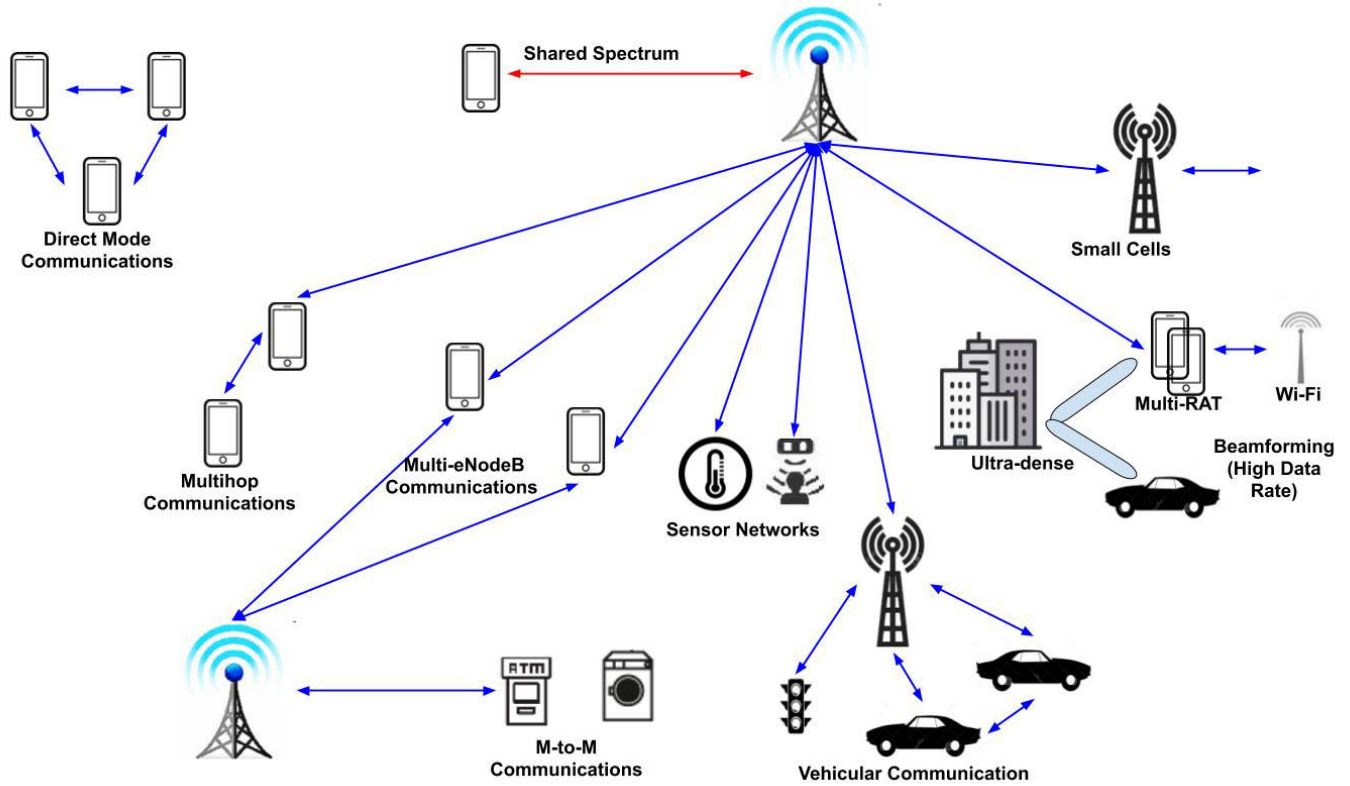 Shared Spectrum
Direct Mode
Communications
Small Cells
Multi-RAT
Wi-Fi
Ultra-dense
Beamforming
(High Data
Rate)
Multihop
Communications
Multi-eNodeB
Communications
Sensor Networks
ATM
M-to-M
Communications
Vehicular Communication